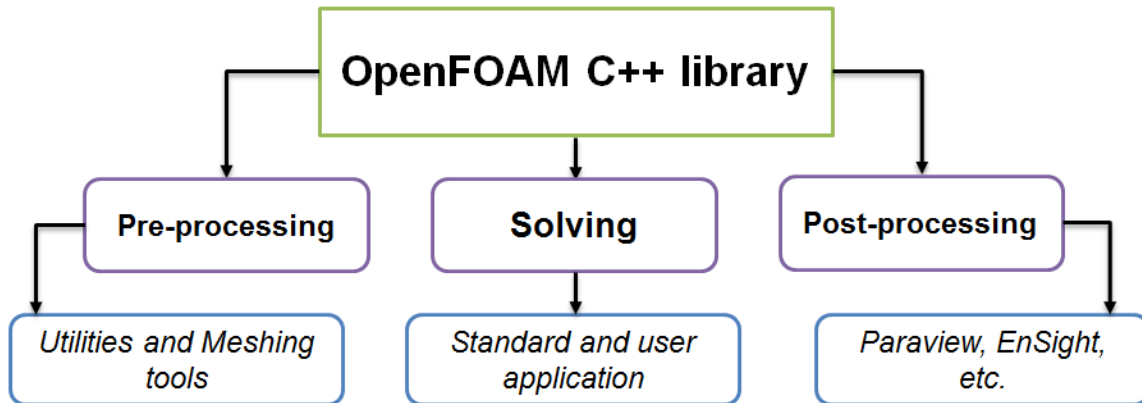 OpenFOAM C++ library
Pre-processing
Solving
Post-processing
Utilities and Meshing
tools
Standard and user
application
Paraview, EnSight,
etc.